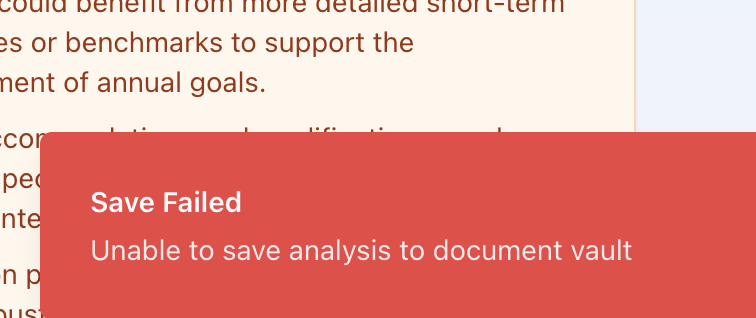 could benefit from more detailed short-term
es or benchmarks to support the
ment of annual goals.
Save Failed
Unable to save analysis to document vault